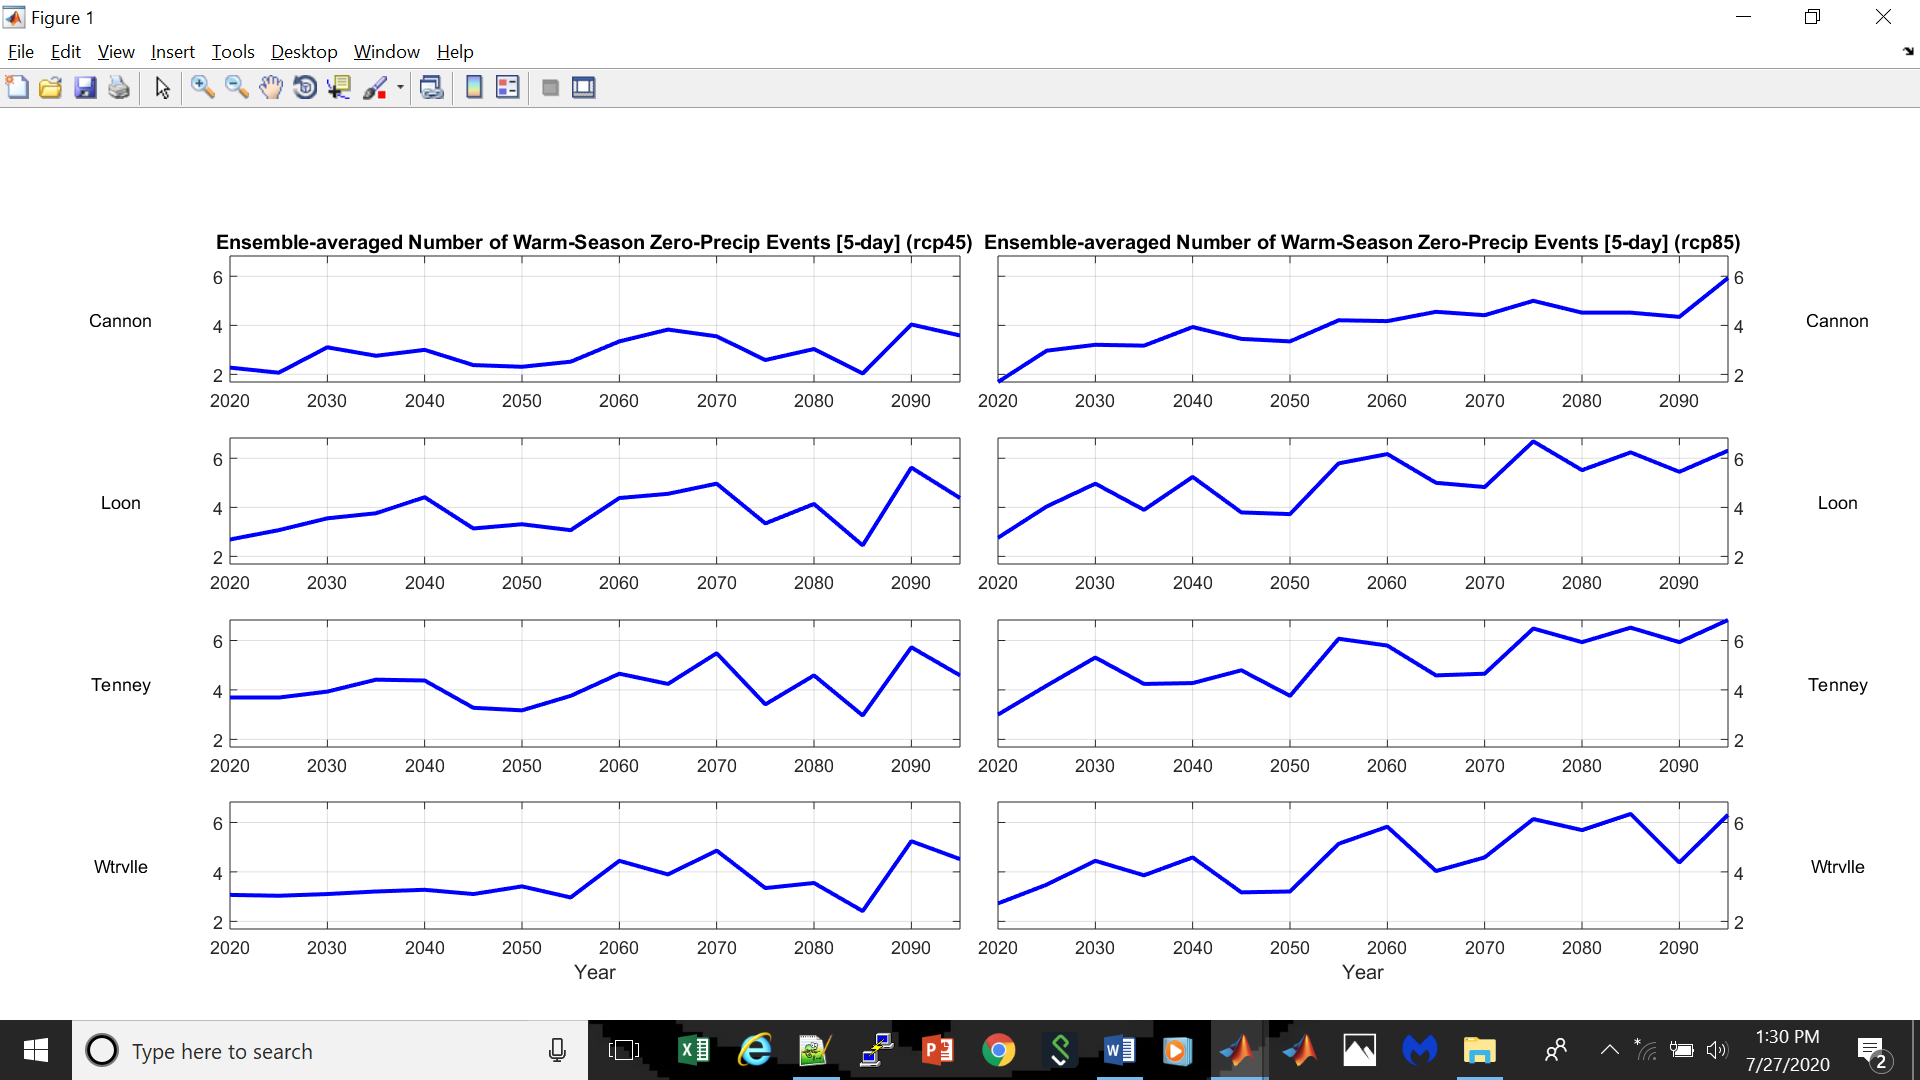 Figure 1
File Edit View Insert Tools Desktop Window Help
Ensemble-averaged Number of Warm-Season Zero-Precip Events [5-day] (rcp45) Ensemble-averaged Number of Warm-Season Zero-Precip Events [5-day] (rcp85)
6 6
Cannon 4 4 Cannon
2 2
2020 2030 2040 2050 2060 2070 2080 2090 2020 2030 2040 2050 2060 2070 2080 2090
6 6
Loon 4 4 Loon
2 2
2020 2030 2040 2050 2060 2070 2080 2090 2020 2030 2040 2050 2060 2070 2080 2090
6 6
Tenney 4 4 Tenney
2 2
2020 2030 2040 2050 2060 2070 2080 2090 2020 2030 2040 2050 2060 2070 2080 2090
6 6
Wtrvlle 4 4 Wtrvlle
2 2
2020 2030 2040 2050 2060 2070 2080 2090 2020 2030 2040 2050 2060 2070 2080 2090
Year Year
Type here to search
1:30 PM
7/27/2020
2